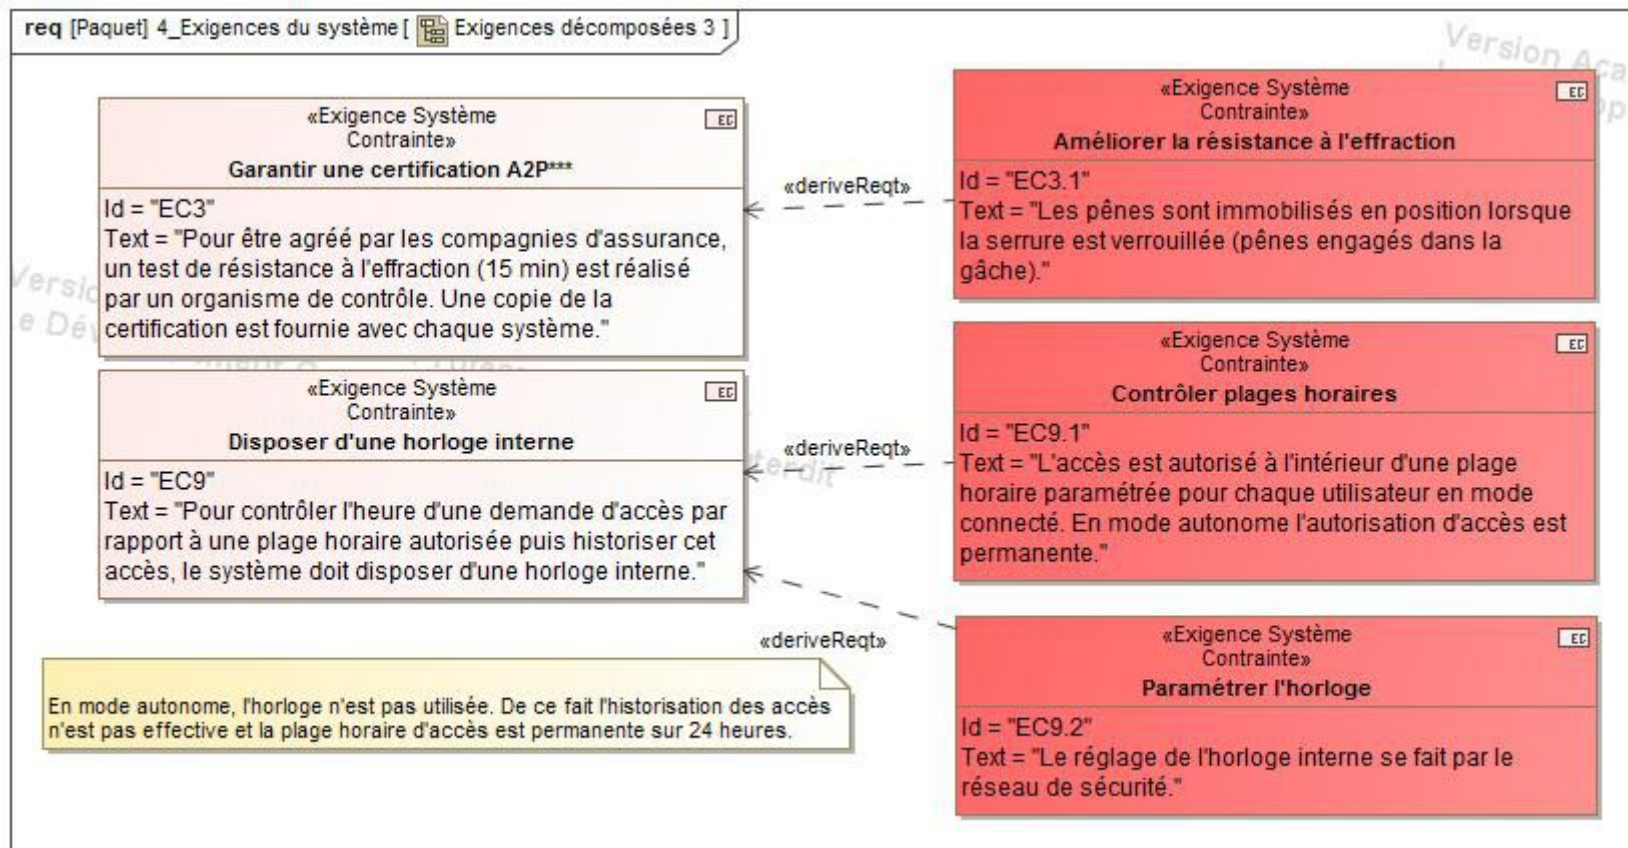 req [Paquet] 4_Exigences du système [ Exigences décomposées 3 ]
«Exigence Système
Contrainte»
Garantir une certification A2P***
EC
Id = "EC3"
Text = "Pour être agréé par les compagnies d'assurance,
un test de résistance à l'effraction (15 min) est réalisé
par un organisme de contrôle. Une copie de la
certification est fournie avec chaque système."
«deriveReqt»
«Exigence Système
Contrainte»
Améliorer la résistance à l'effraction
EC
Id = "EC3.1"
Text = "Les pênes sont immobilisés en position lorsque
la serrure est verrouillée (pênes engagés dans la
gâche)."
«Exigence Système
Contrainte»
Disposer d'une horloge interne
EC
Id = "EC9"
Text = "Pour contrôler l'heure d'une demande d'accès par
rapport à une plage horaire autorisée puis historiser cet
accès, le système doit disposer d'une horloge interne."
«deriveReqt»
«Exigence Système
Contrainte»
Contrôler plages horaires
EC
Id = "EC9.1"
Text = "L'accès est autorisé à l'intérieur d'une plage
horaire paramétrée pour chaque utilisateur en mode
connecté. En mode autonome l'autorisation d'accès est
permanente."
«deriveReqt»
«Exigence Système
Contrainte»
Paramétrer l'horloge
EC
Id = "EC9.2"
Text = "Le réglage de l'horloge interne se fait par le
réseau de sécurité."
En mode autonome, l'horloge n'est pas utilisée. De ce fait l'historisation des accès
n'est pas effective et la plage horaire d'accès est permanente sur 24 heures.
Version Aca